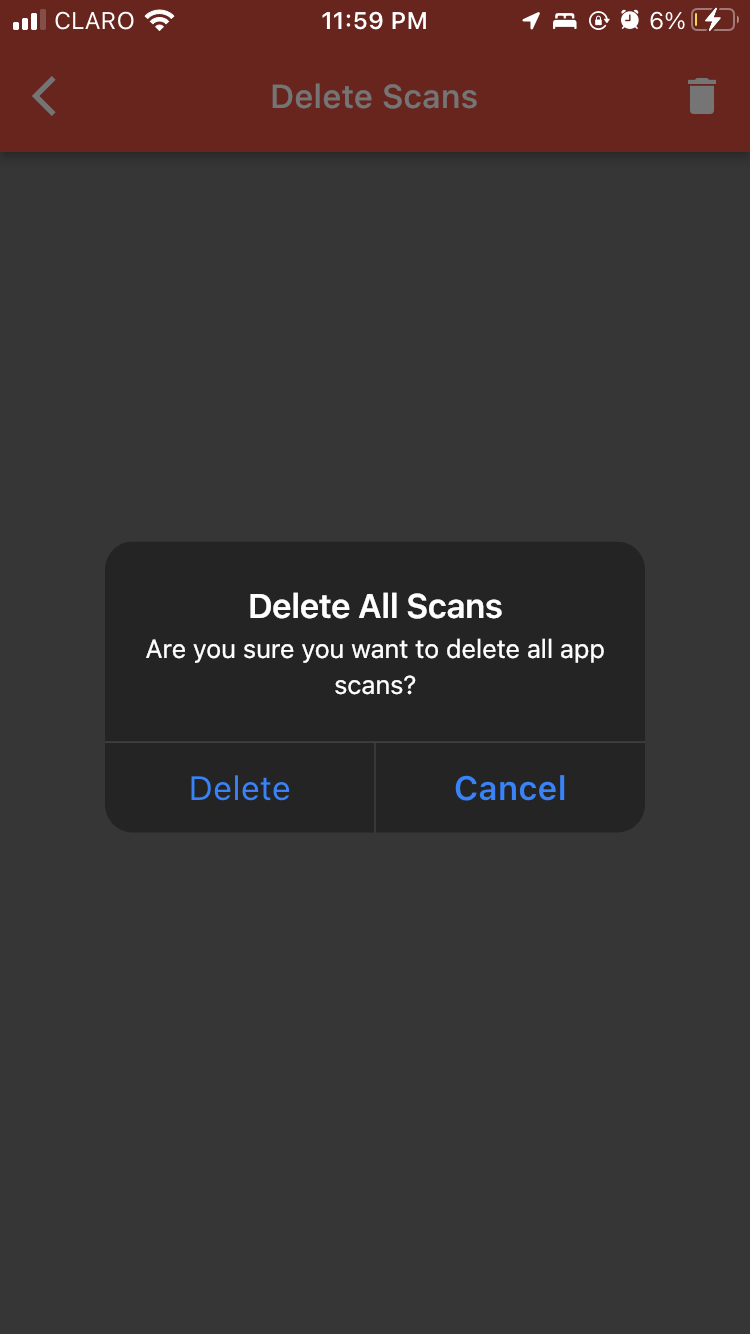 CLARO 11:59 PM 6%
Delete Scans
Delete All Scans
Are you sure you want to delete all app
scans?
Delete Cancel